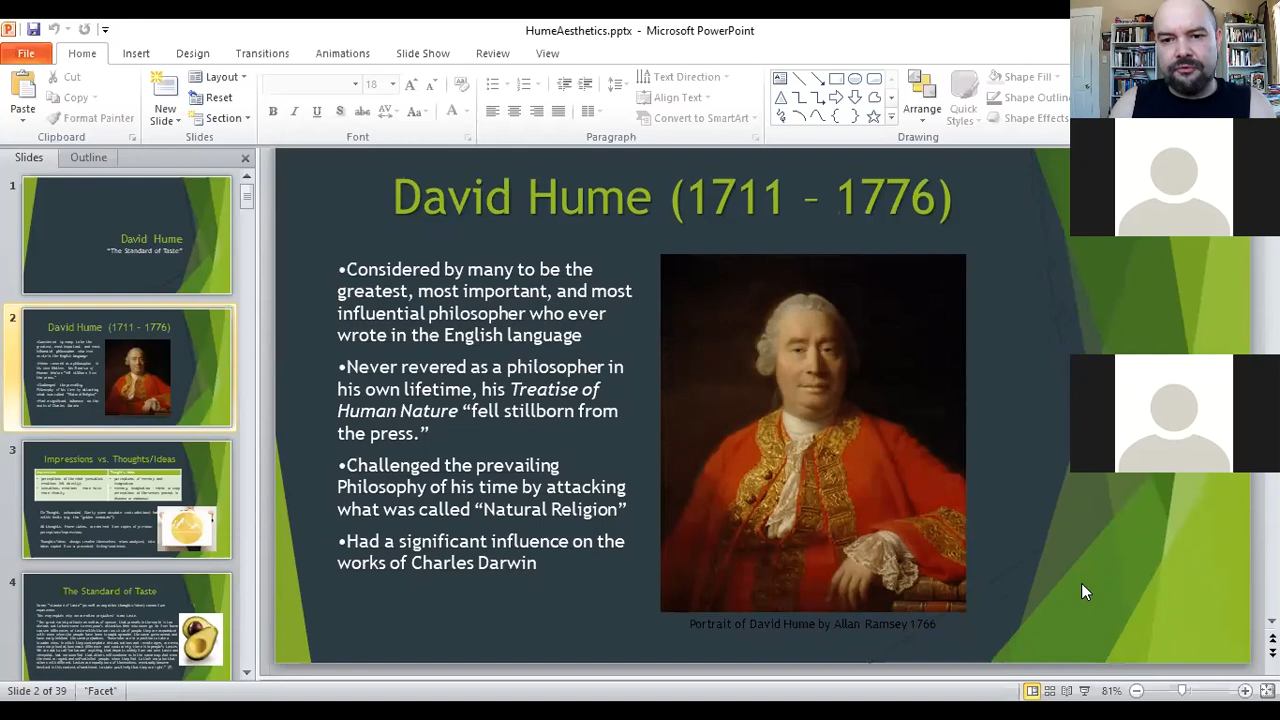 HumeAesthetics.pptx - Microsoft PowerPoint
File Home Insert Design Transitions Animations Slide Show Review View
Cut
Copy
Format Painter
Paste
Clipboard
New
Slide
Layout
Reset
Section
Slides
18
Font
Text Direction
Align Text
Convert to SmartArt
Paragraph
Arrange
Quick
Styles
Shape Fill
Shape Outlin
Shape Effects
Drawing
Slides Outline
1
David Hume
"The Standard of Taste"
2
David Hume (1711 – 1776)
3
Impressions vs. Thoughts/Ideas
4
The Standard of Taste
David Hume (1711 – 1776)
•Considered by many to be the
greatest, most important, and most
influential philosopher who ever
wrote in the English language
•Never revered as a philosopher in
his own lifetime, his Treatise of
Human Nature “fell stillborn from
the press.”
•Challenged the prevailing
Philosophy of his time by attacking
what was called “Natural Religion”
•Had a significant influence on the
works of Charles Darwin
Portrait of David Hume by Allan Ramsey 1766
Slide 2 of 39 "Facet" 81%